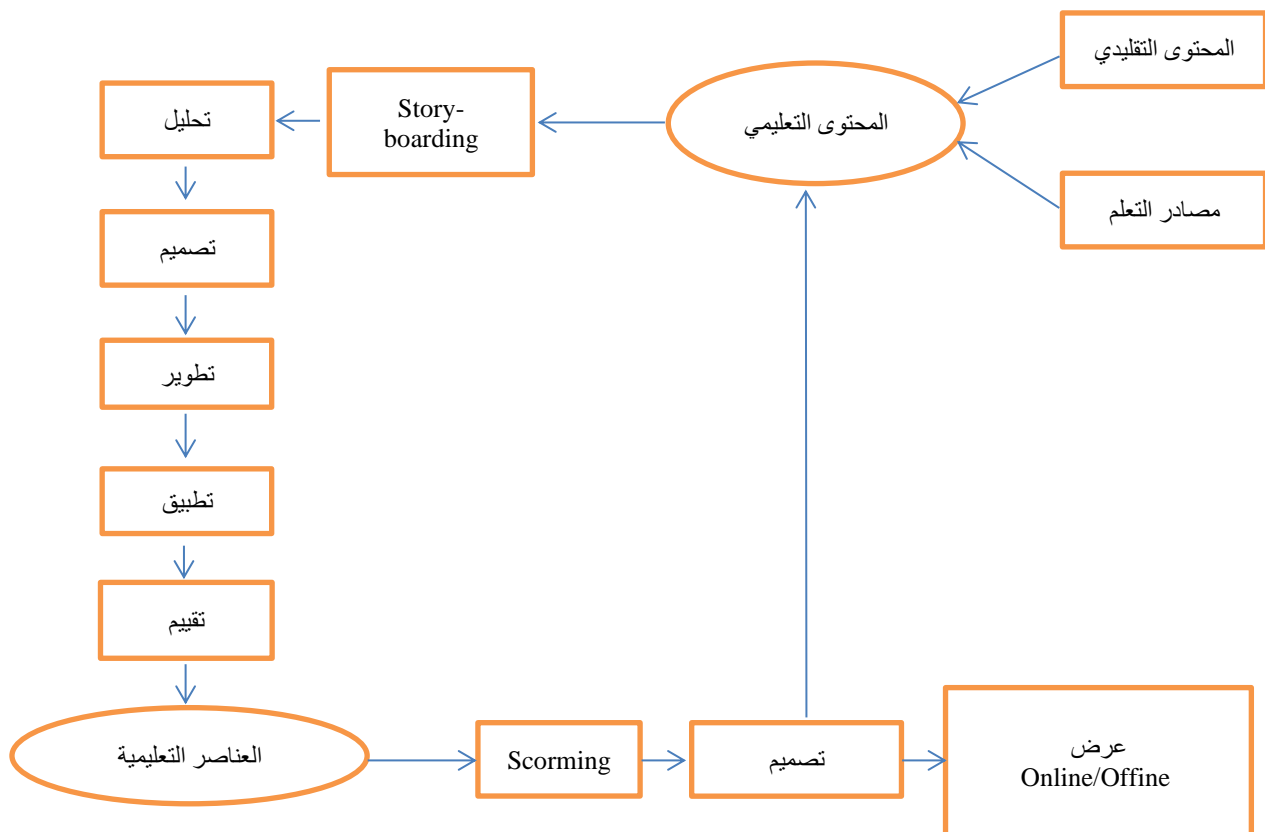 المحتوى التقليدي
Story-
boarding
تحليل
المحتوى التعليمي
مصادر التعلم
تصميم
تطوير
تطبيق
تقييم
العناصر التعليمية
Scorming
تصميم
عرض
Online/Offine